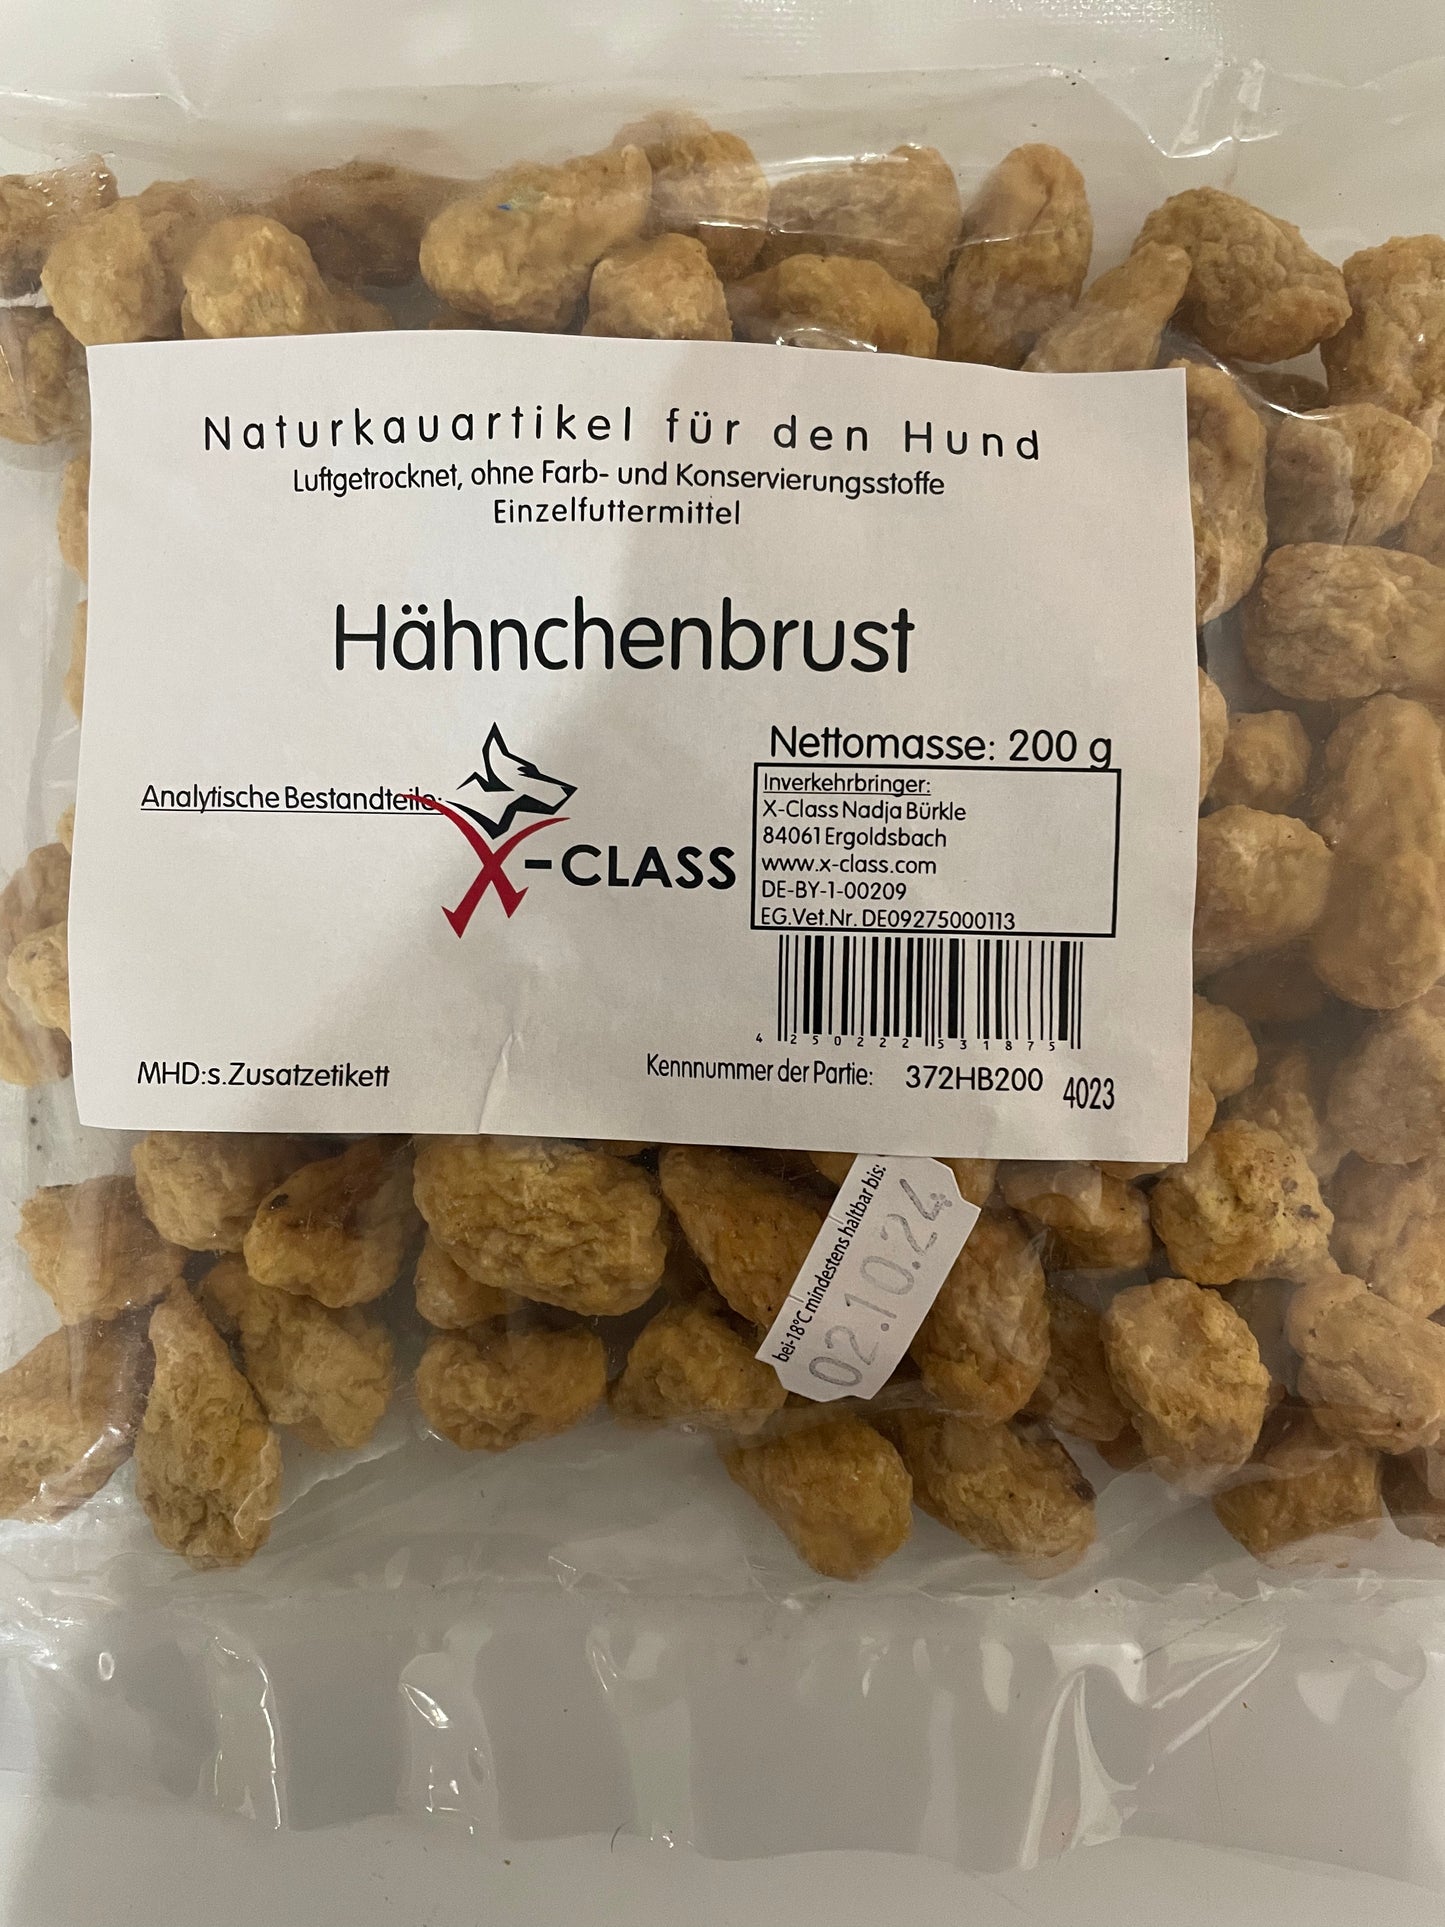 Naturkauartikel für den Hund
Luftgetrocknet, ohne Farb- und Konservierungsstoffe
Einzelfuttermittel
Hähnchenbrust
Nettomasse: 200 g
Analytische Bestandteile:
X-CLASS
Inverkehrbringer:
X-Class Nadja Bürkle
84061 Ergoldsbach
www.x-class.com
DE-BY-1-00209
EG.Vet.Nr. DE09275000113
4 250222 531875
MHD:s.Zusatzetikett
Kennnummer der Partie: 372HB200 4023
bei-18°C mindestens haltbar bis:
02.10.24